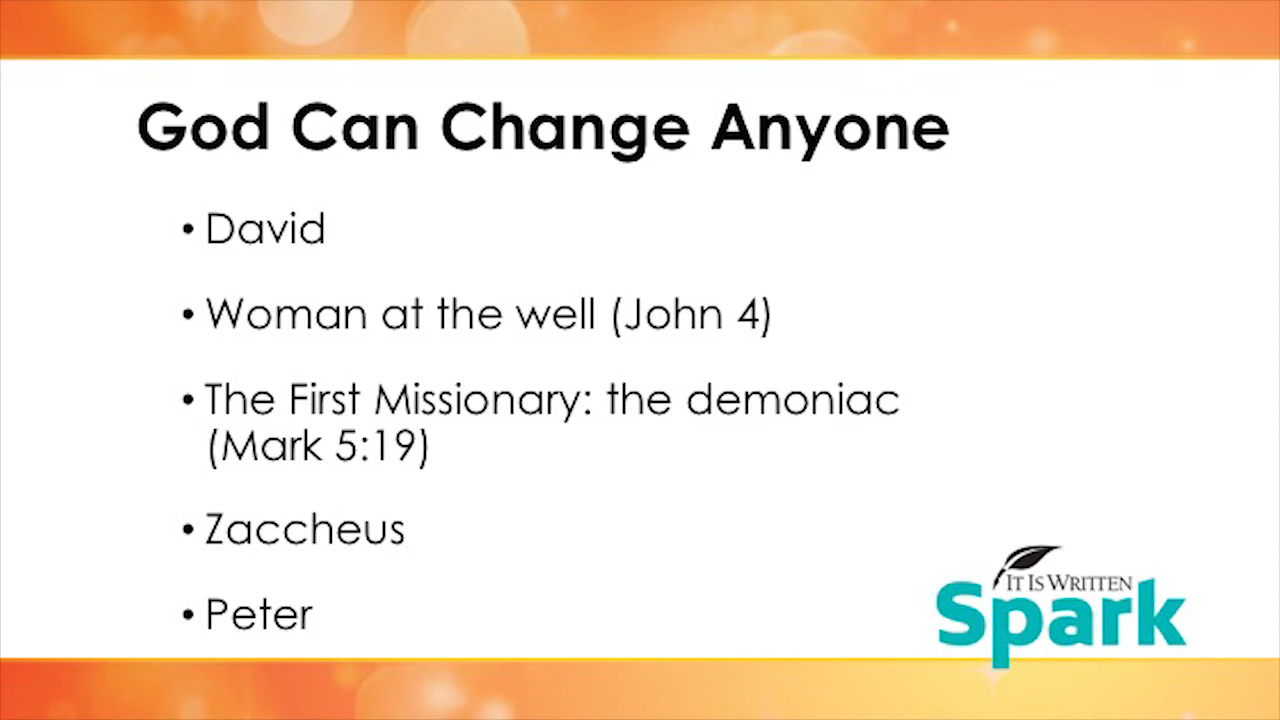 God Can Change Anyone
• David
• Woman at the well (John 4)
• The First Missionary: the demoniac
(Mark 5:19)
• Zaccheus
• Peter
IT IS WRITTEN
Spark